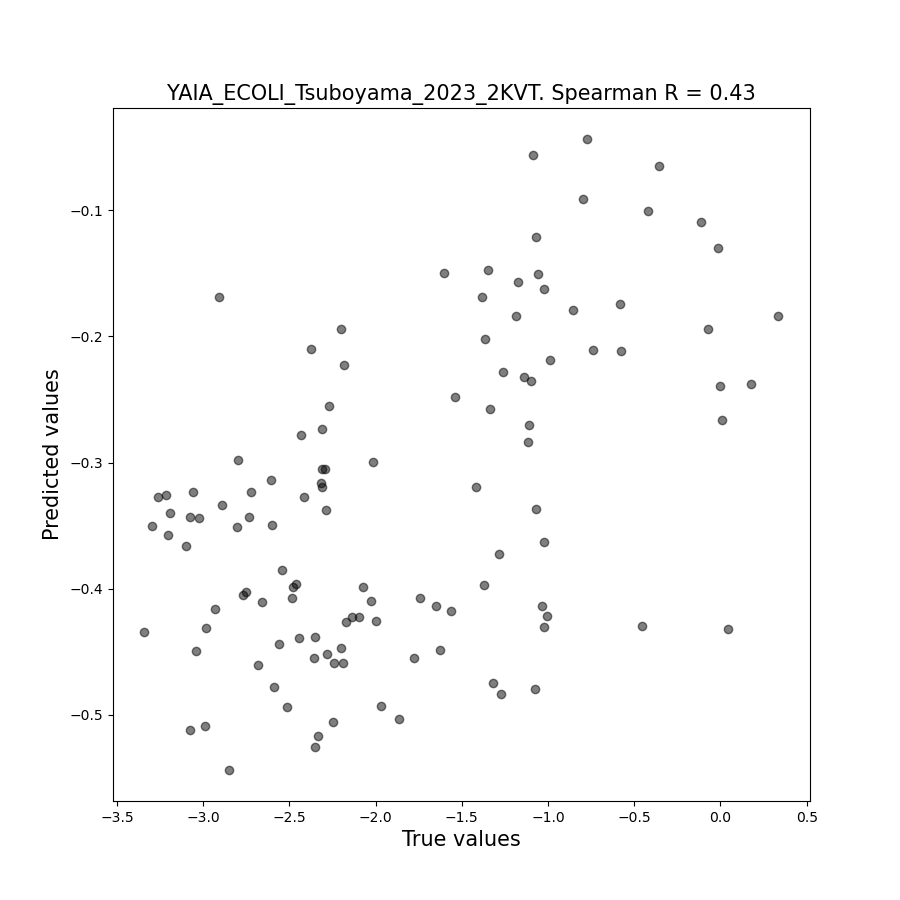 YAIA_ECOLI_Tsuboyama_2023_2KVT. Spearman R = 0.43
Predicted values
−0.1
−0.2
−0.3
−0.4
−0.5
−3.5 −3.0 −2.5 −2.0 −1.5 −1.0 −0.5 0.0 0.5
True values